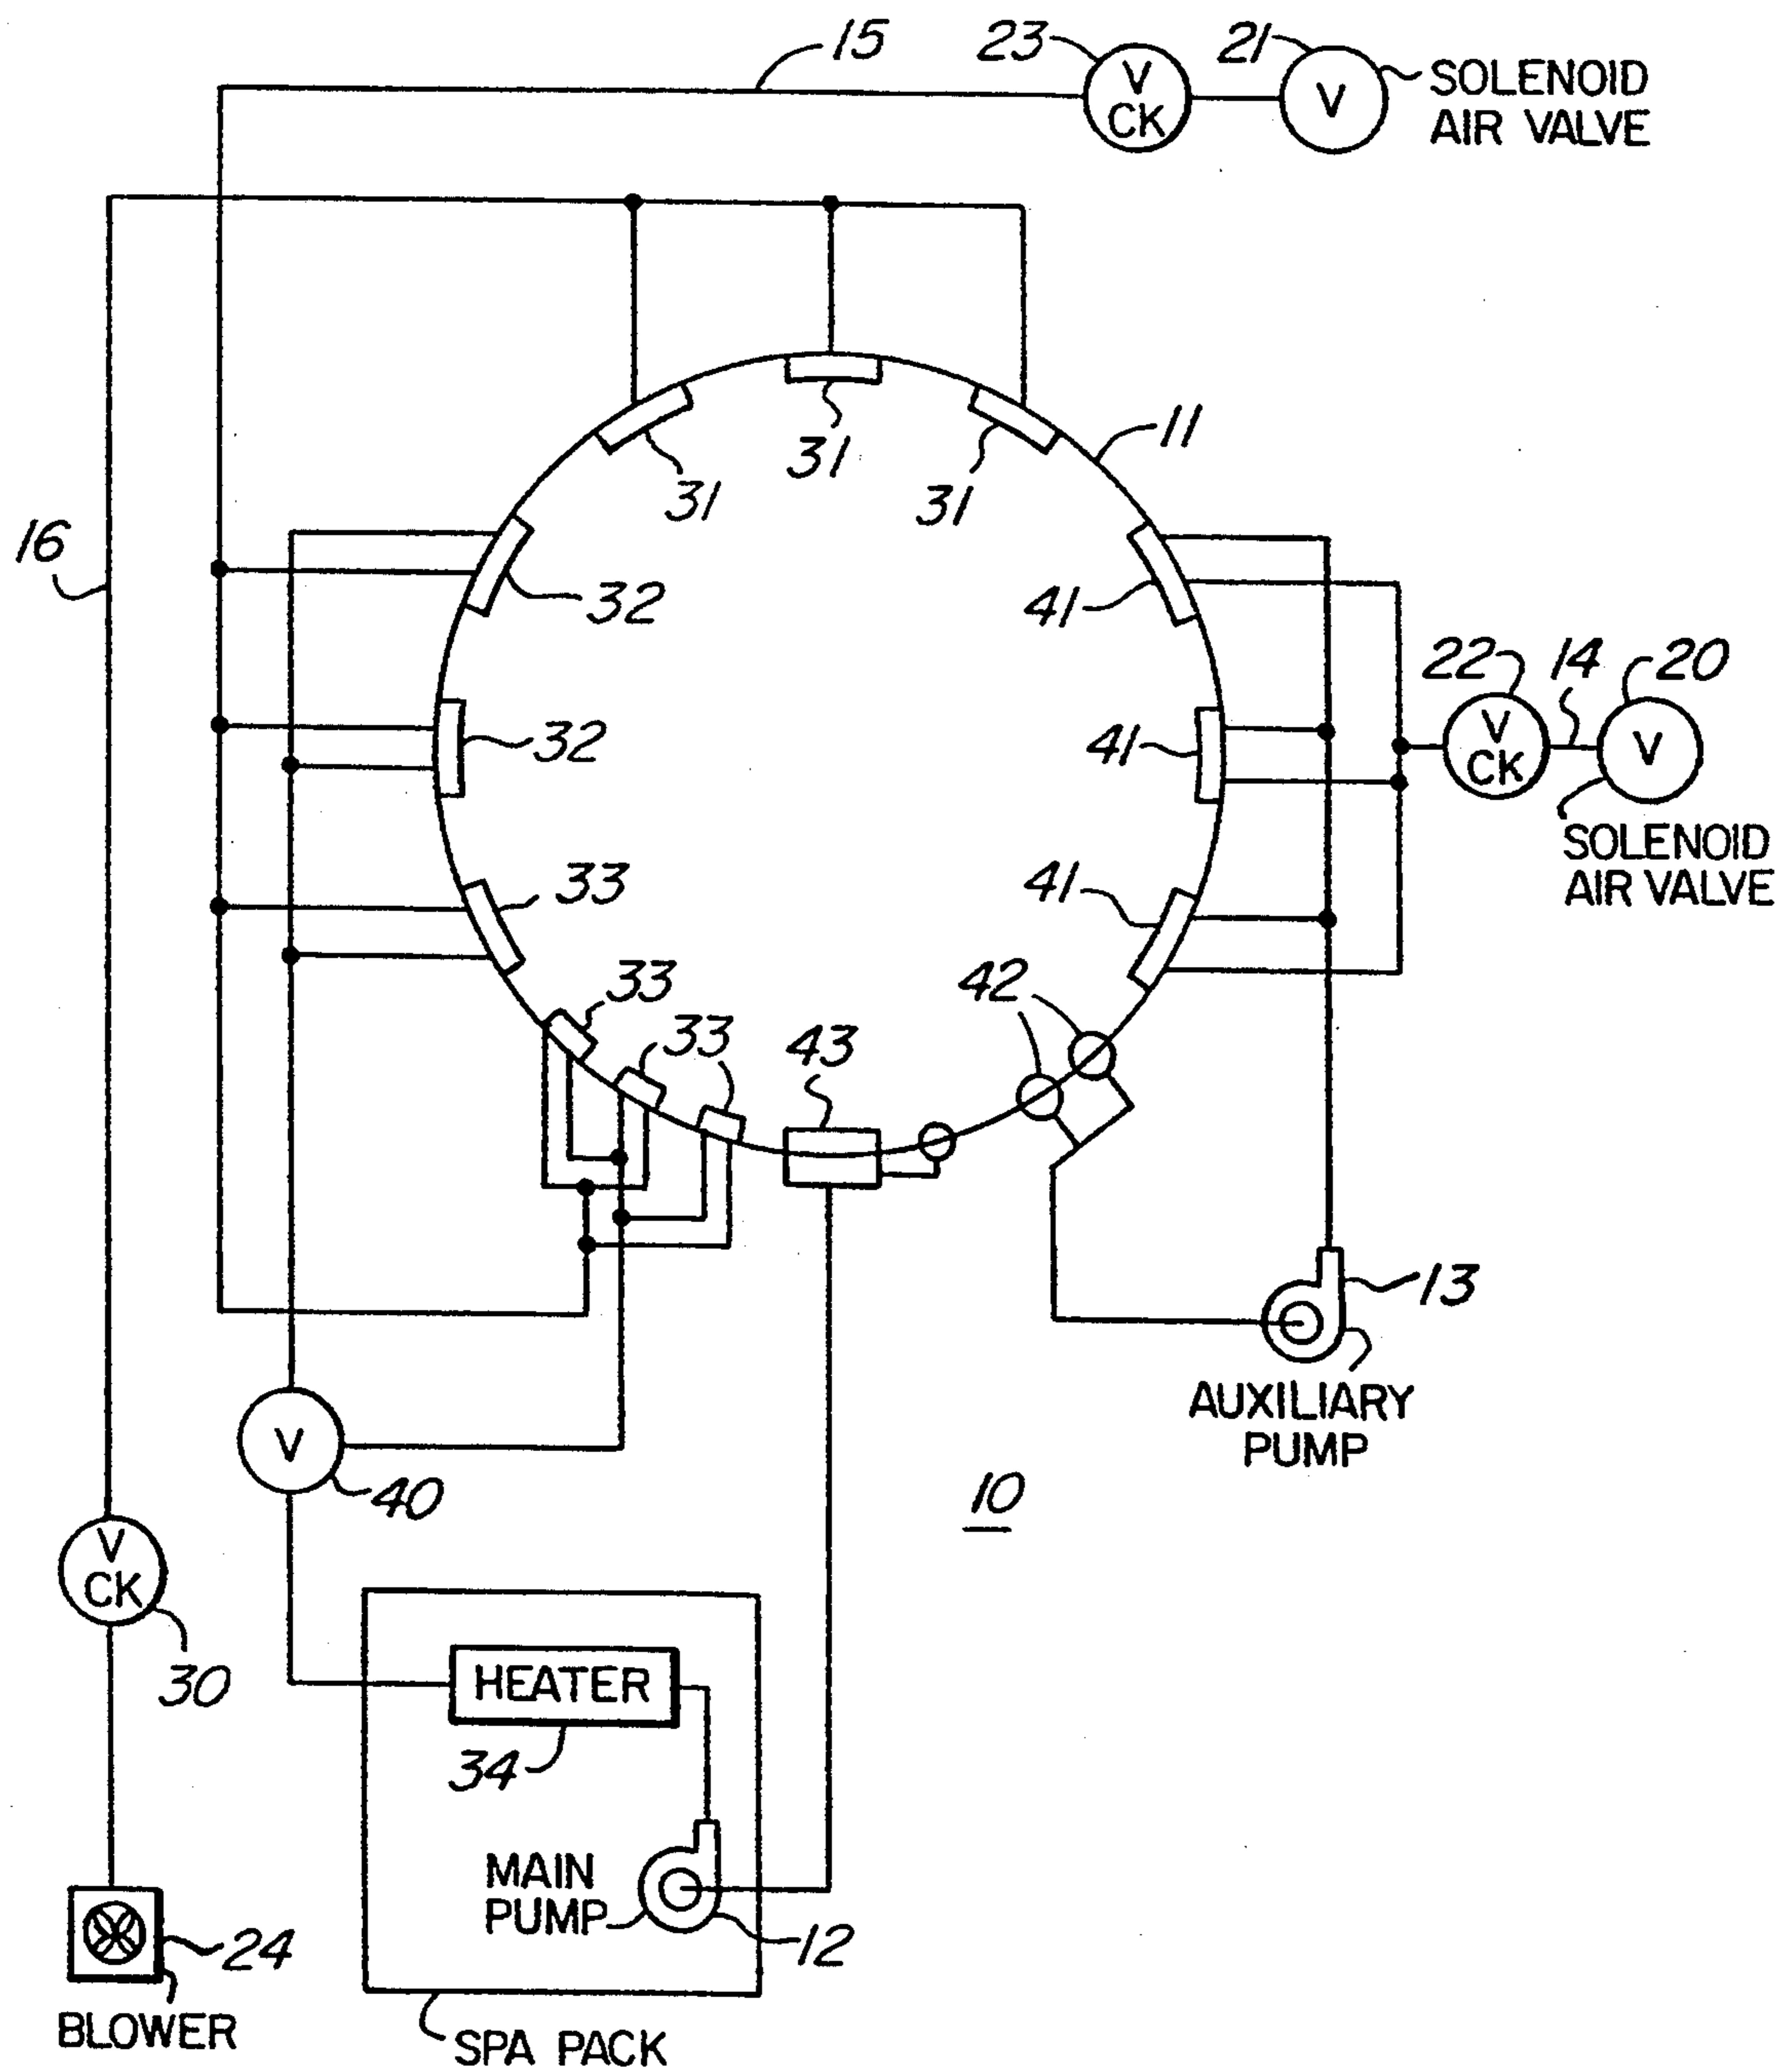 15
23
21
V
CK
V
SOLENOID
AIR VALVE
31
31
31
11
16
32
41
32
41
22
14
20
V
CK
V
SOLENOID
AIR VALVE
33
41
33
42
33
43
13
AUXILIARY
PUMP
V
40
10
V
CK
30
HEATER
34
MAIN
PUMP
12
24
BLOWER
SPA PACK